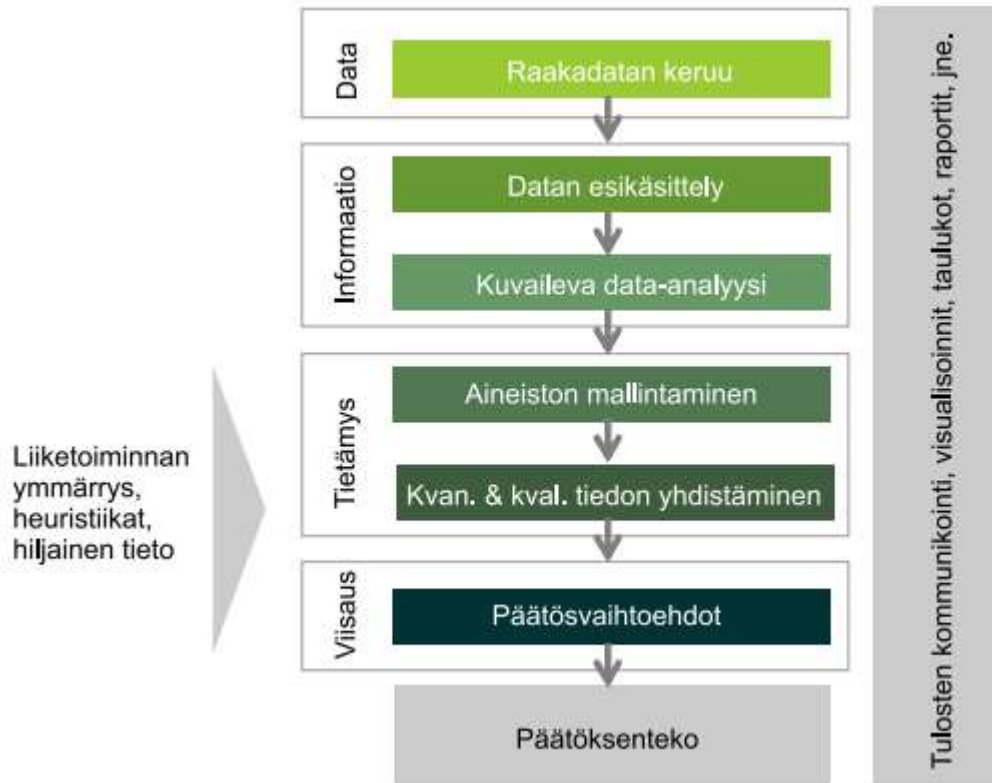 Data
Raakadatan keruu
Informaatio
Datan esikäsittely
Kuvaileva data-analyysi
Tietämys
Aineiston mallintaminen
Kvan. & kval. tiedon yhdistäminen
Liiketoiminnan
ymmärrys,
heuristiikat,
hiljainen tieto
Viisaus
Päätösvaihtoehdot
Päätöksenteko
Tulosten kommunikointi, visualisoinnit, taulukot, raportit, jne.